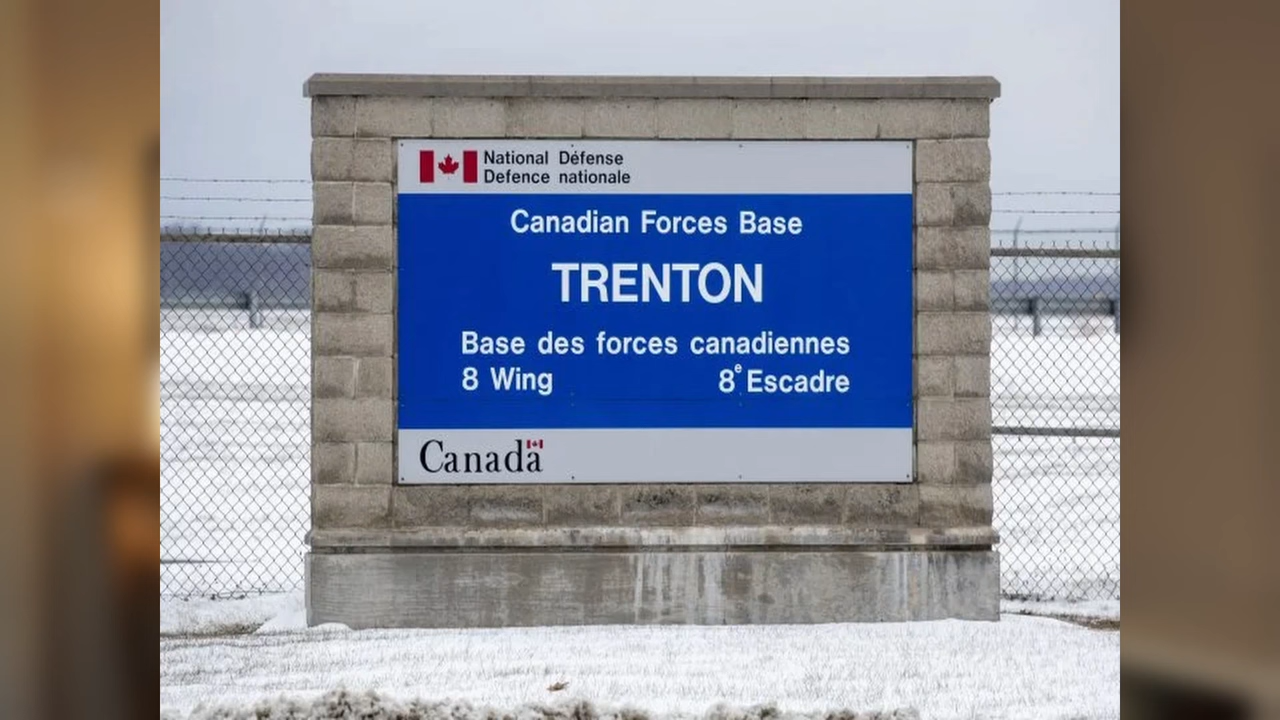 National Défense
Defence nationale
Canadian Forces Base
TRENTON
Base des forces canadiennes
8 Wing 8e Escadre
Canada